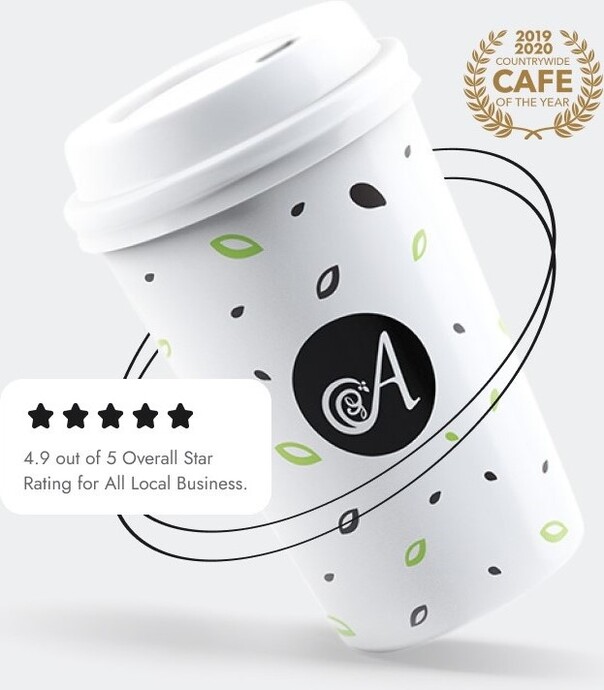 2019
2020
COUNTRYWIDE
CAFE
OF THE YEAR
A
4.9 out of 5 Overall Star
Rating for All Local Business.